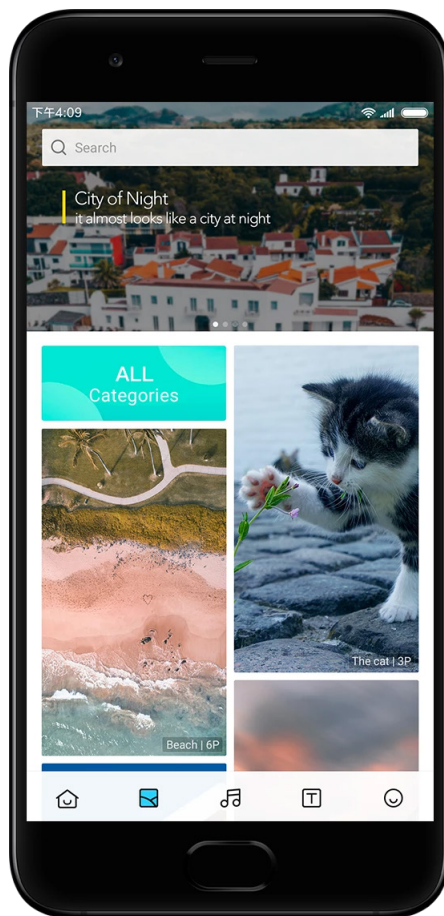 下午4:09
Search
City of Night
it almost looks like a city at night
ALL
Categories
The cat | 3P
Beach | 6P
T